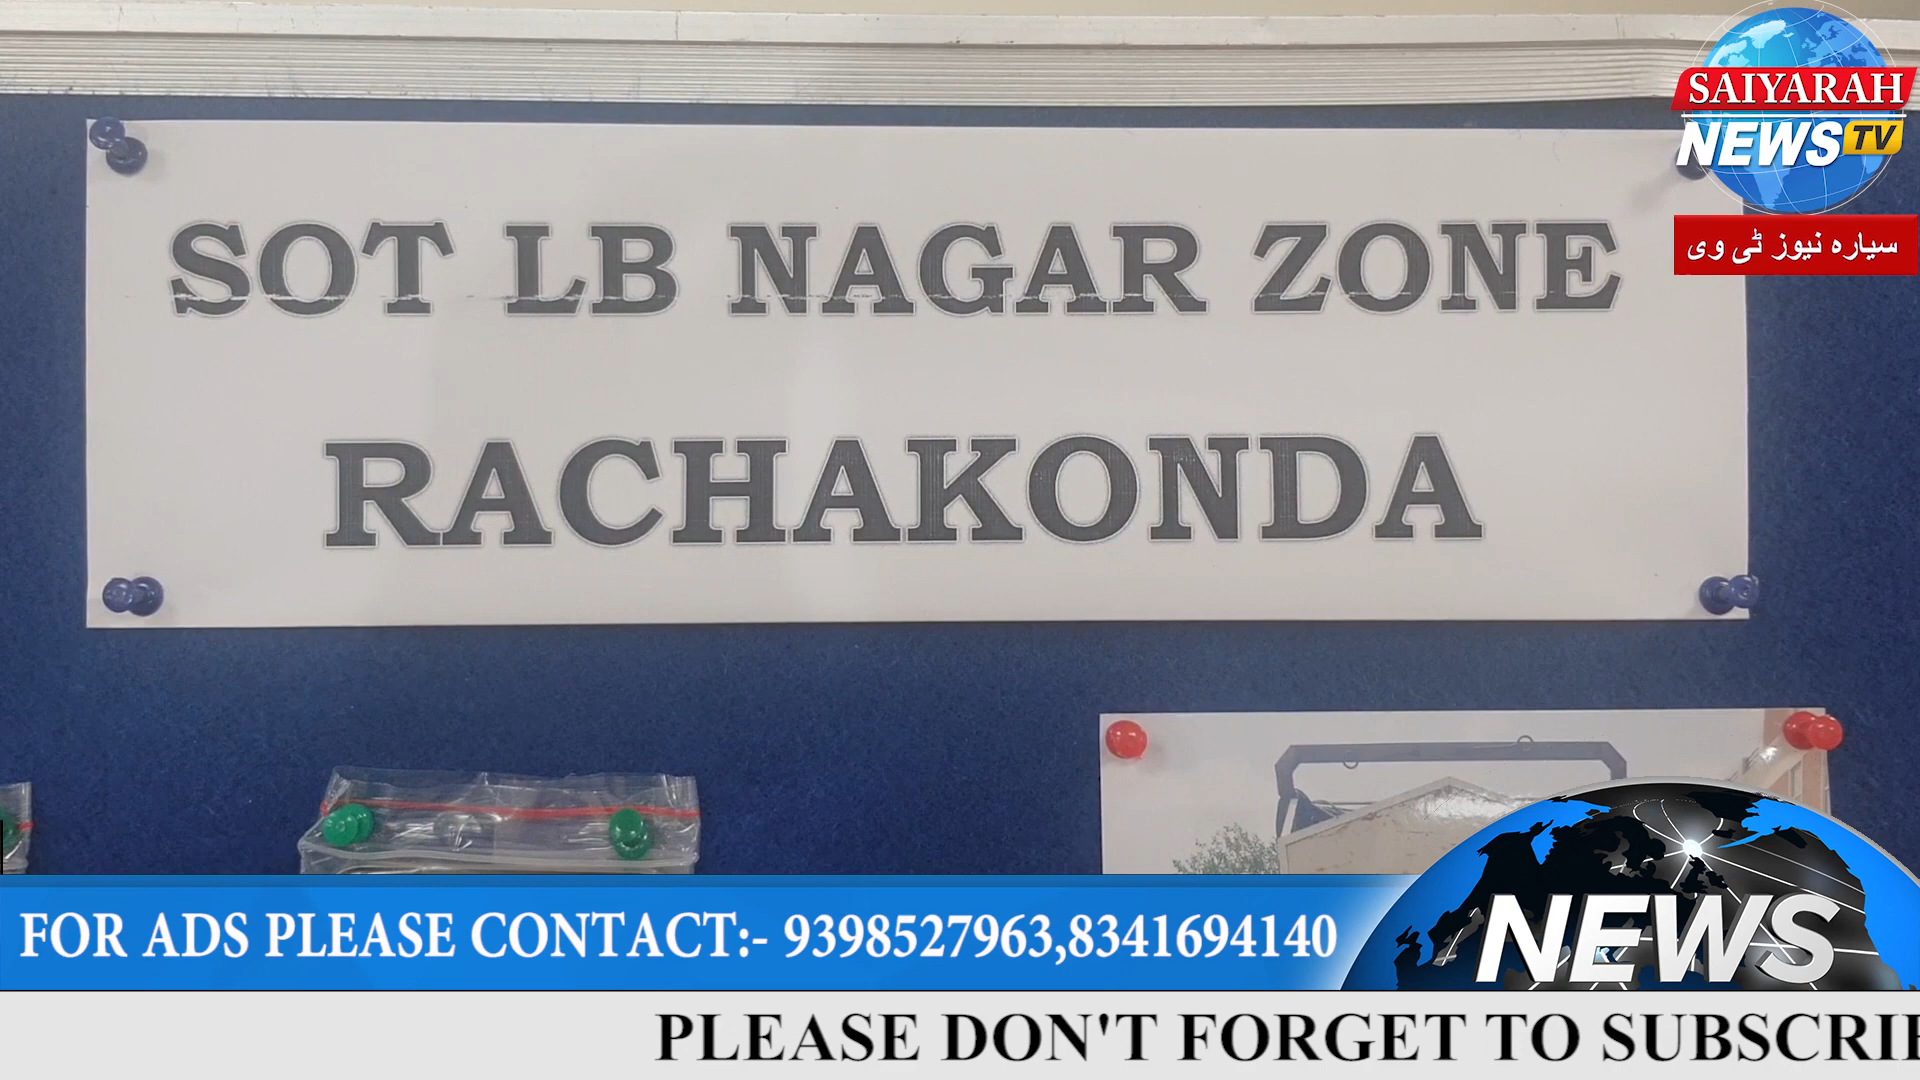 SAIYARAH
NEWS TV
سیارہ نیوز ٹی وی
SOT LB NAGAR ZONE
RACHAKONDA
FOR ADS PLEASE CONTACT:- 9398527963,8341694140
NEWS
PLEASE DON'T FORGET TO